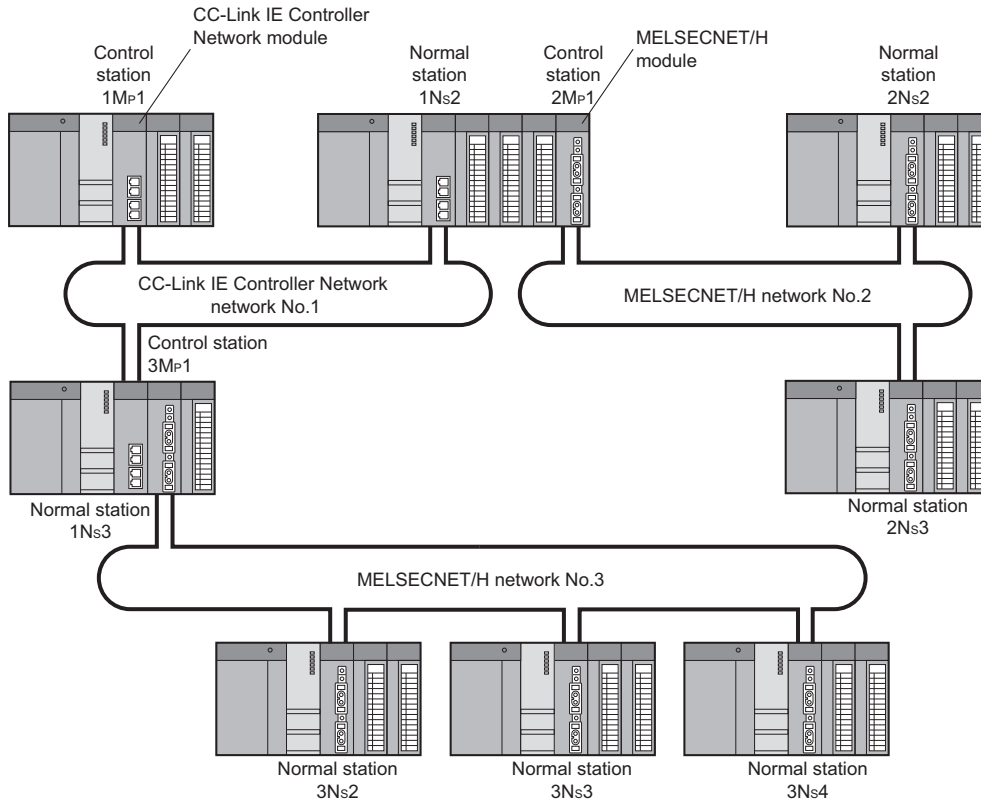 CC-Link IE Controller
Network module
Control
station
1MP1
Normal
station
1NS2
Control
station
2MP1
MELSECNET/H
module
Normal
station
2NS2
CC-Link IE Controller Network
network No.1
MELSECNET/H network No.2
Control station
3MP1
Normal station
1NS3
Normal station
2NS3
MELSECNET/H network No.3
Normal station
3NS2
Normal station
3NS3
Normal station
3NS4